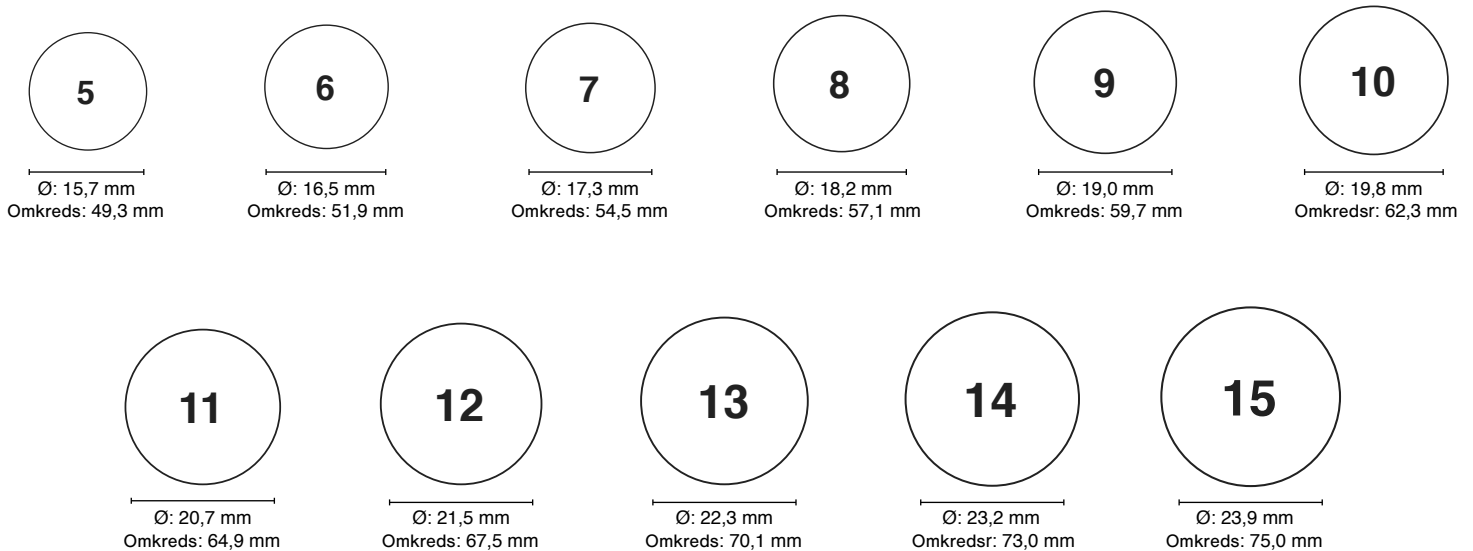 5
6
7
8
9
10
Ø: 15,7 mm
Omkreds: 49,3 mm
Ø: 16,5 mm
Omkreds: 51,9 mm
Ø: 17,3 mm
Omkreds: 54,5 mm
Ø: 18,2 mm
Omkreds: 57,1 mm
Ø: 19,0 mm
Omkreds: 59,7 mm
Ø: 19,8 mm
Omkredsr: 62,3 mm
11
12
13
14
15
Ø: 20,7 mm
Omkreds: 64,9 mm
Ø: 21,5 mm
Omkreds: 67,5 mm
Ø: 22,3 mm
Omkreds: 70,1 mm
Ø: 23,2 mm
Omkredsr: 73,0 mm
Ø: 23,9 mm
Omkreds: 75,0 mm